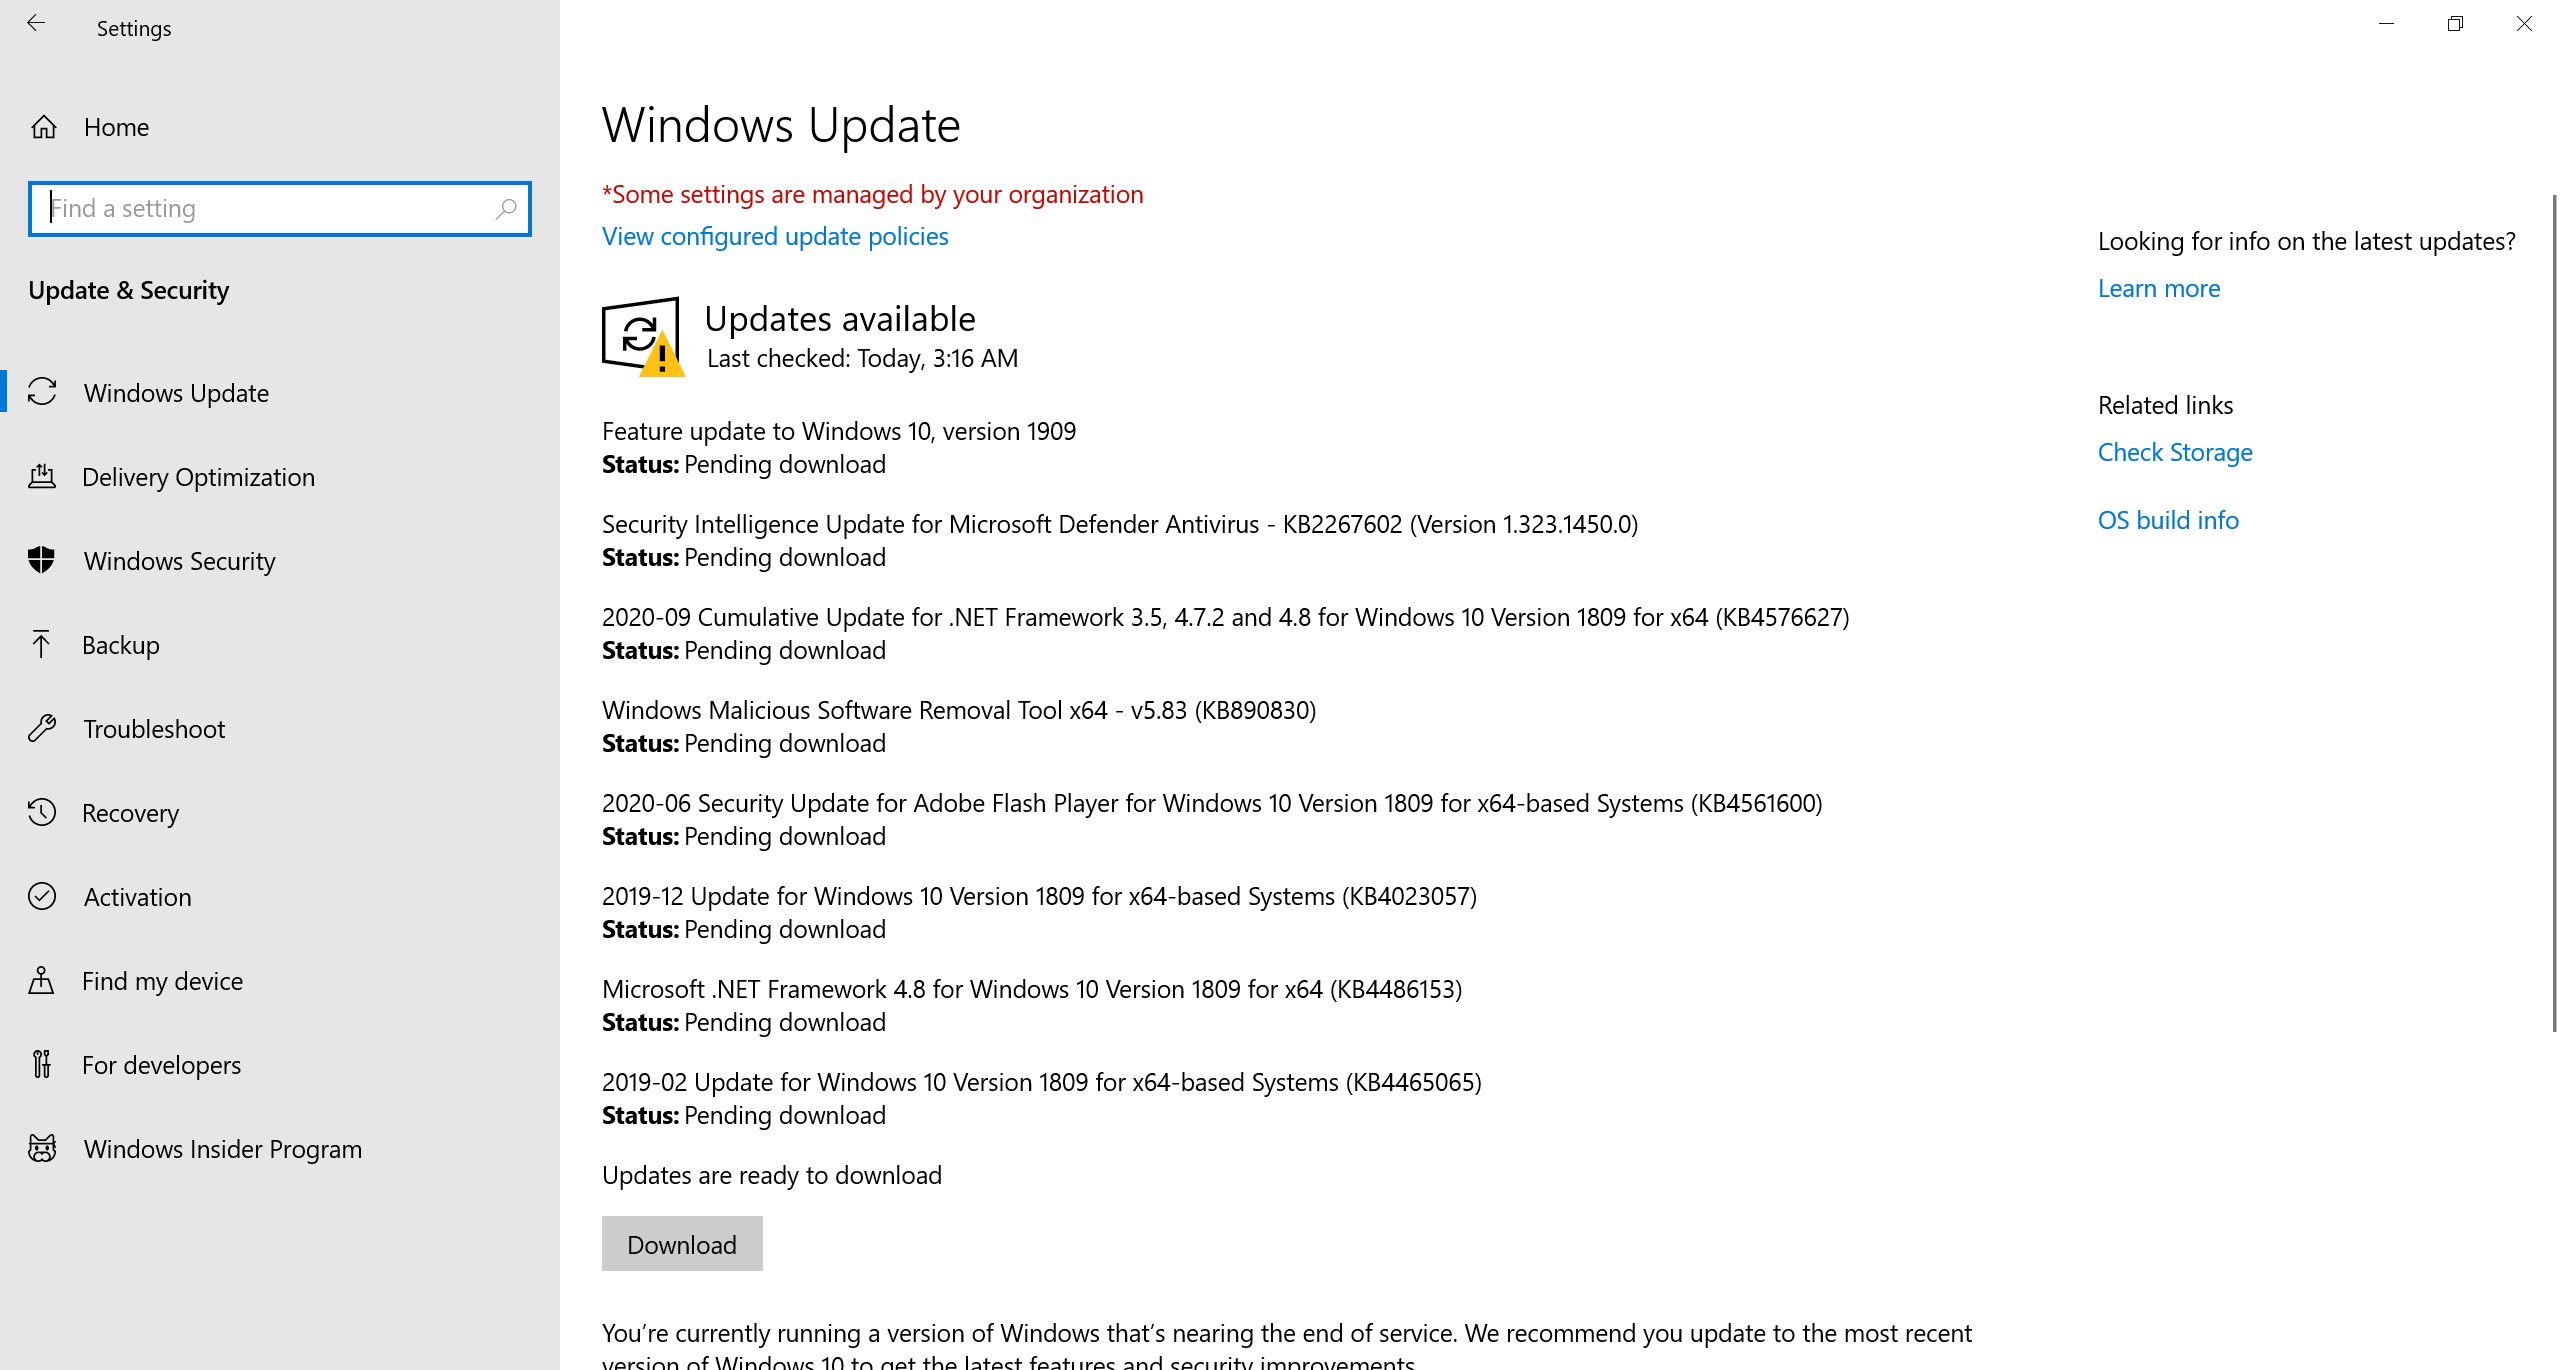 Settings
Home
Find a setting
Update & Security
Windows Update
Delivery Optimization
Windows Security
Backup
Troubleshoot
Recovery
Activation
Find my device
For developers
Windows Insider Program
Windows Update
*Some settings are managed by your organization
View configured update policies
Updates available
Last checked: Today, 3:16 AM
Feature update to Windows 10, version 1909
Status: Pending download
Security Intelligence Update for Microsoft Defender Antivirus - KB2267602 (Version 1.323.1450.0)
Status: Pending download
2020-09 Cumulative Update for .NET Framework 3.5, 4.7.2 and 4.8 for Windows 10 Version 1809 for x64 (KB4576627)
Status: Pending download
Windows Malicious Software Removal Tool x64 - v5.83 (KB890830)
Status: Pending download
2020-06 Security Update for Adobe Flash Player for Windows 10 Version 1809 for x64-based Systems (KB4561600)
Status: Pending download
2019-12 Update for Windows 10 Version 1809 for x64-based Systems (KB4023057)
Status: Pending download
Microsoft .NET Framework 4.8 for Windows 10 Version 1809 for x64 (KB4486153)
Status: Pending download
2019-02 Update for Windows 10 Version 1809 for x64-based Systems (KB4465065)
Status: Pending download
Updates are ready to download
Download
You’re currently running a version of Windows that’s nearing the end of service. We recommend you update to the most recent
version of Windows 10 to get the latest features and security improvements.
Looking for info on the latest updates?
Learn more
Related links
Check Storage
OS build info